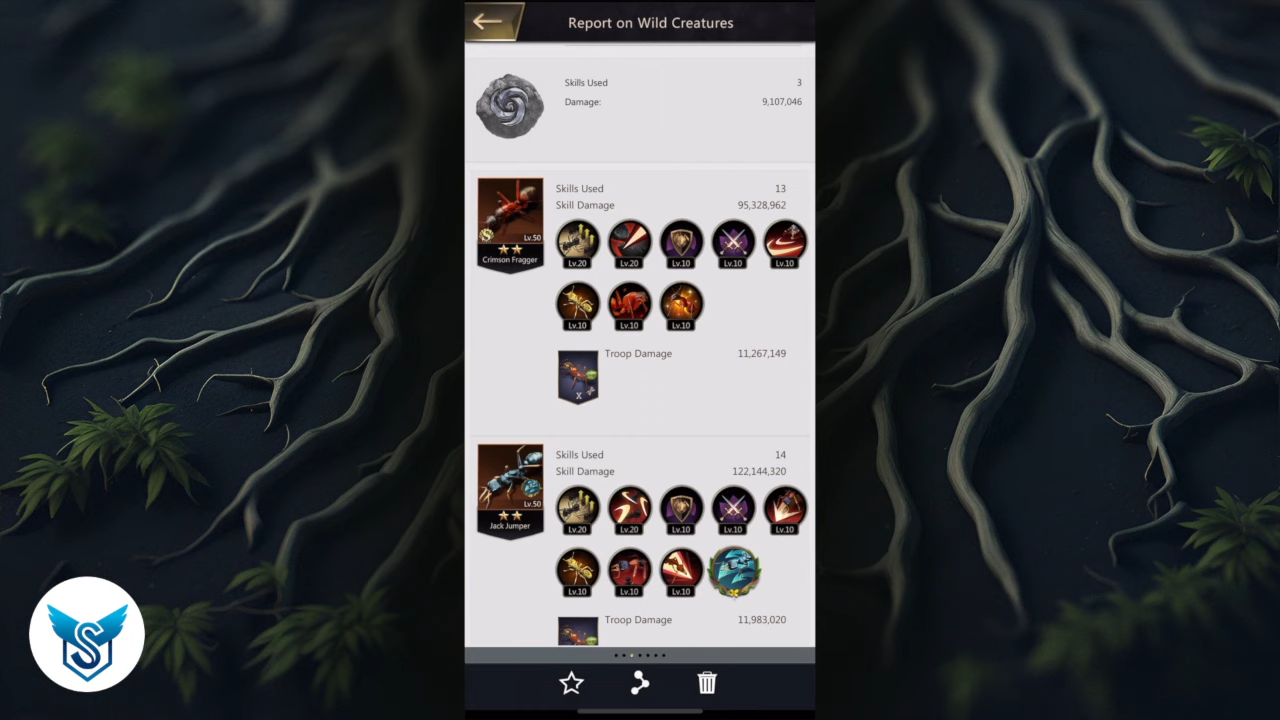 Report on Wild Creatures
Skills Used 3
Damage: 9,107,046
Skills Used 13
Skill Damage 95,328,962
Lv.50
Crimson Fragger
Lv.20 Lv.20 Lv.10 Lv.10 Lv.10
Lv.10 Lv.10 Lv.10
Troop Damage 11,267,149
X
Skills Used 14
Skill Damage 122,144,320
Lv.50
Jack Jumper
Lv.20 Lv.20 Lv.10 Lv.10 Lv.10
Lv.10 Lv.10 Lv.10
Troop Damage 11,983,020
S